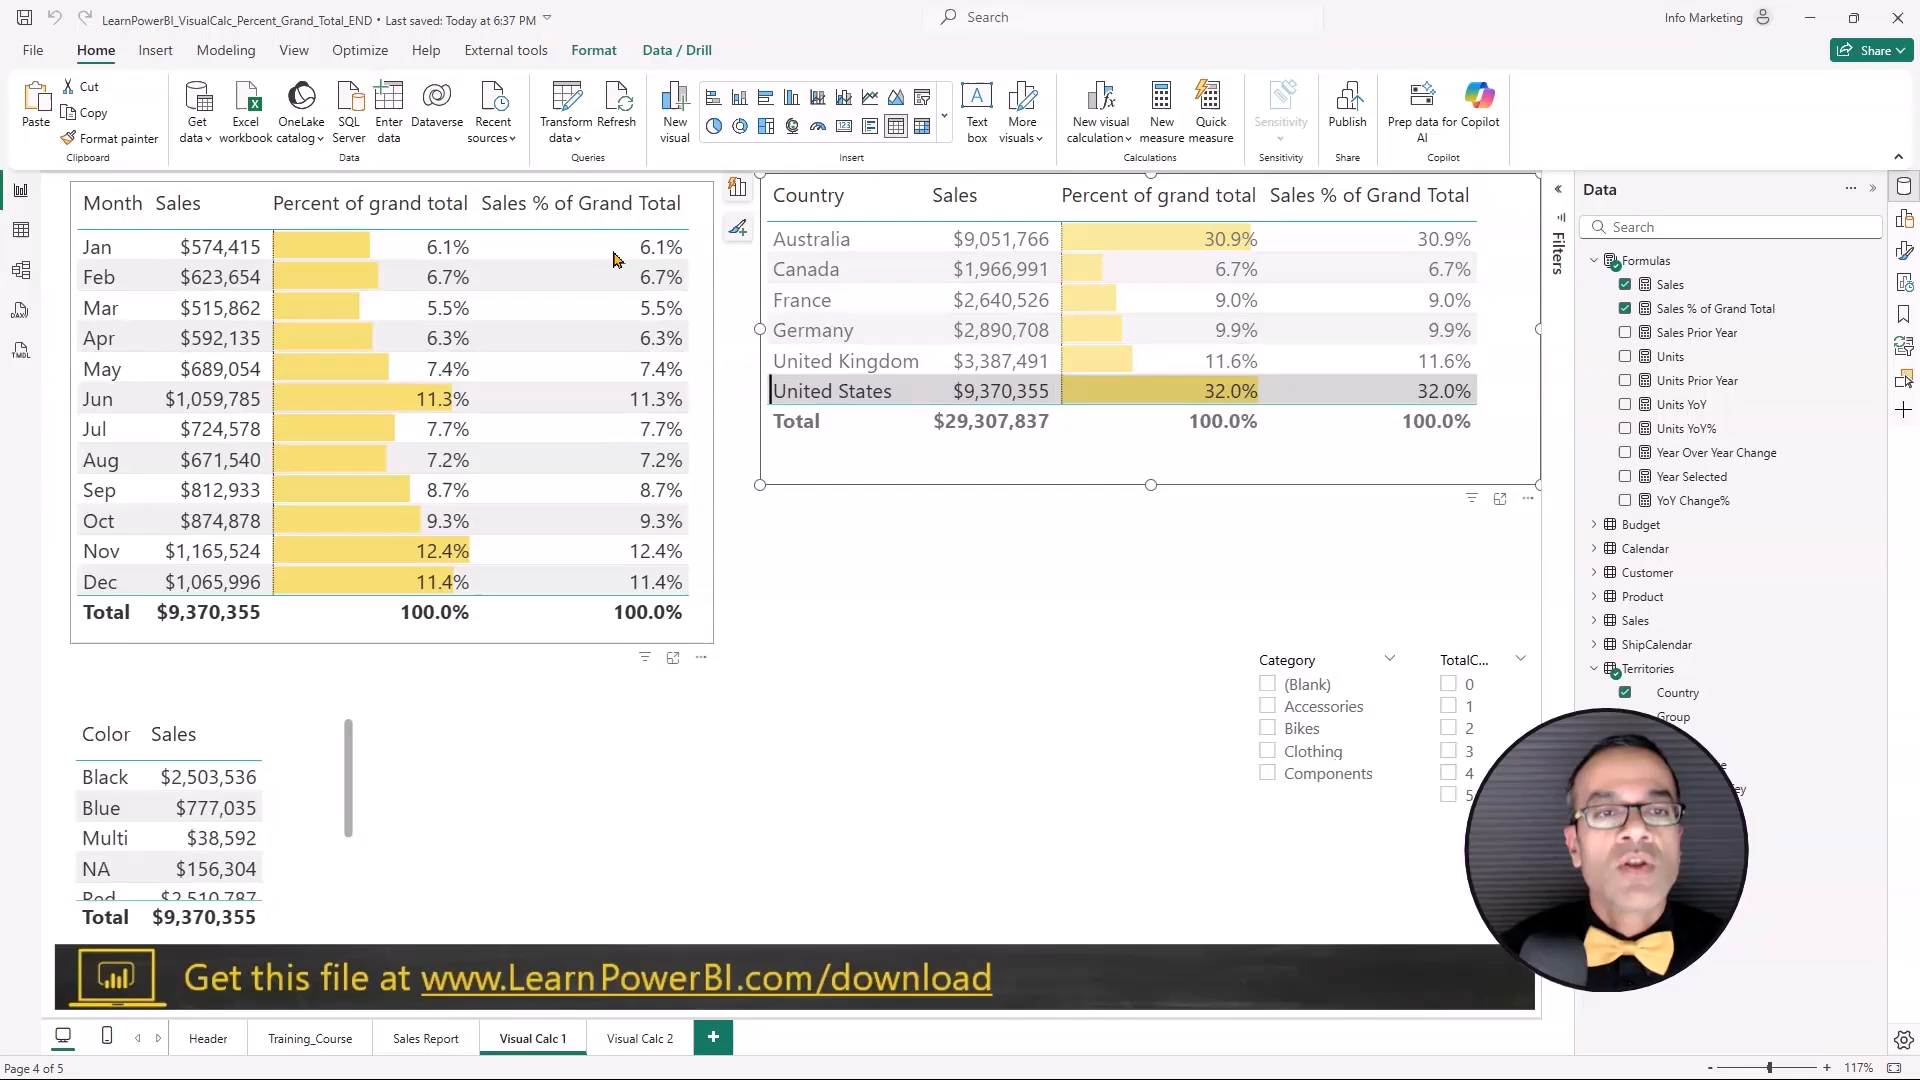 LearnPowerBI_VisualCalc_Percent_Grand_Total_END • Last saved: Today at 6:37 PM
Search
Info Marketing
File Home Insert Modeling View Optimize Help External tools Format Data / Drill
Share
Paste
Cut
Copy
Format painter
Clipboard
Get data
Excel workbook
OneLake catalog
SQL Server
Enter data
Dataverse
Recent sources
Data
Transform data
Refresh
Queries
New visual
Text box
More visuals
Insert
New visual calculation
New measure
Quick measure
Calculations
Sensitivity
Sensitivity
Publish
Share
Prep data for AI
Copilot
Copilot
Month Sales Percent of grand total Sales % of Grand Total
Jan $574,415 6.1% 6.1%
Feb $623,654 6.7% 6.7%
Mar $515,862 5.5% 5.5%
Apr $592,135 6.3% 6.3%
May $689,054 7.4% 7.4%
Jun $1,059,785 11.3% 11.3%
Jul $724,578 7.7% 7.7%
Aug $671,540 7.2% 7.2%
Sep $812,933 8.7% 8.7%
Oct $874,878 9.3% 9.3%
Nov $1,165,524 12.4% 12.4%
Dec $1,065,996 11.4% 11.4%
Total $9,370,355 100.0% 100.0%
Country Sales Percent of grand total Sales % of Grand Total
Australia $9,051,766 30.9% 30.9%
Canada $1,966,991 6.7% 6.7%
France $2,640,526 9.0% 9.0%
Germany $2,890,708 9.9% 9.9%
United Kingdom $3,387,491 11.6% 11.6%
United States $9,370,355 32.0% 32.0%
Total $29,307,837 100.0% 100.0%
Color Sales
Black $2,503,536
Blue $777,035
Multi $38,592
NA $156,304
Red $2,510,787
Total $9,370,355
Category
(Blank)
Accessories
Bikes
Clothing
Components
TotalC...
0
1
2
3
4
5
Filters
Data
Search
Formulas
Sales
Sales % of Grand Total
Sales Prior Year
Units
Units Prior Year
Units YoY
Units YoY%
Year Over Year Change
Year Selected
YoY Change%
Budget
Calendar
Customer
Product
Sales
ShipCalendar
Territories
Country
Group
DAX
TMDL
Get this file at www.LearnPowerBI.com/download
Header Training_Course Sales Report Visual Calc 1 Visual Calc 2 +
Page 4 of 5
- + 117%